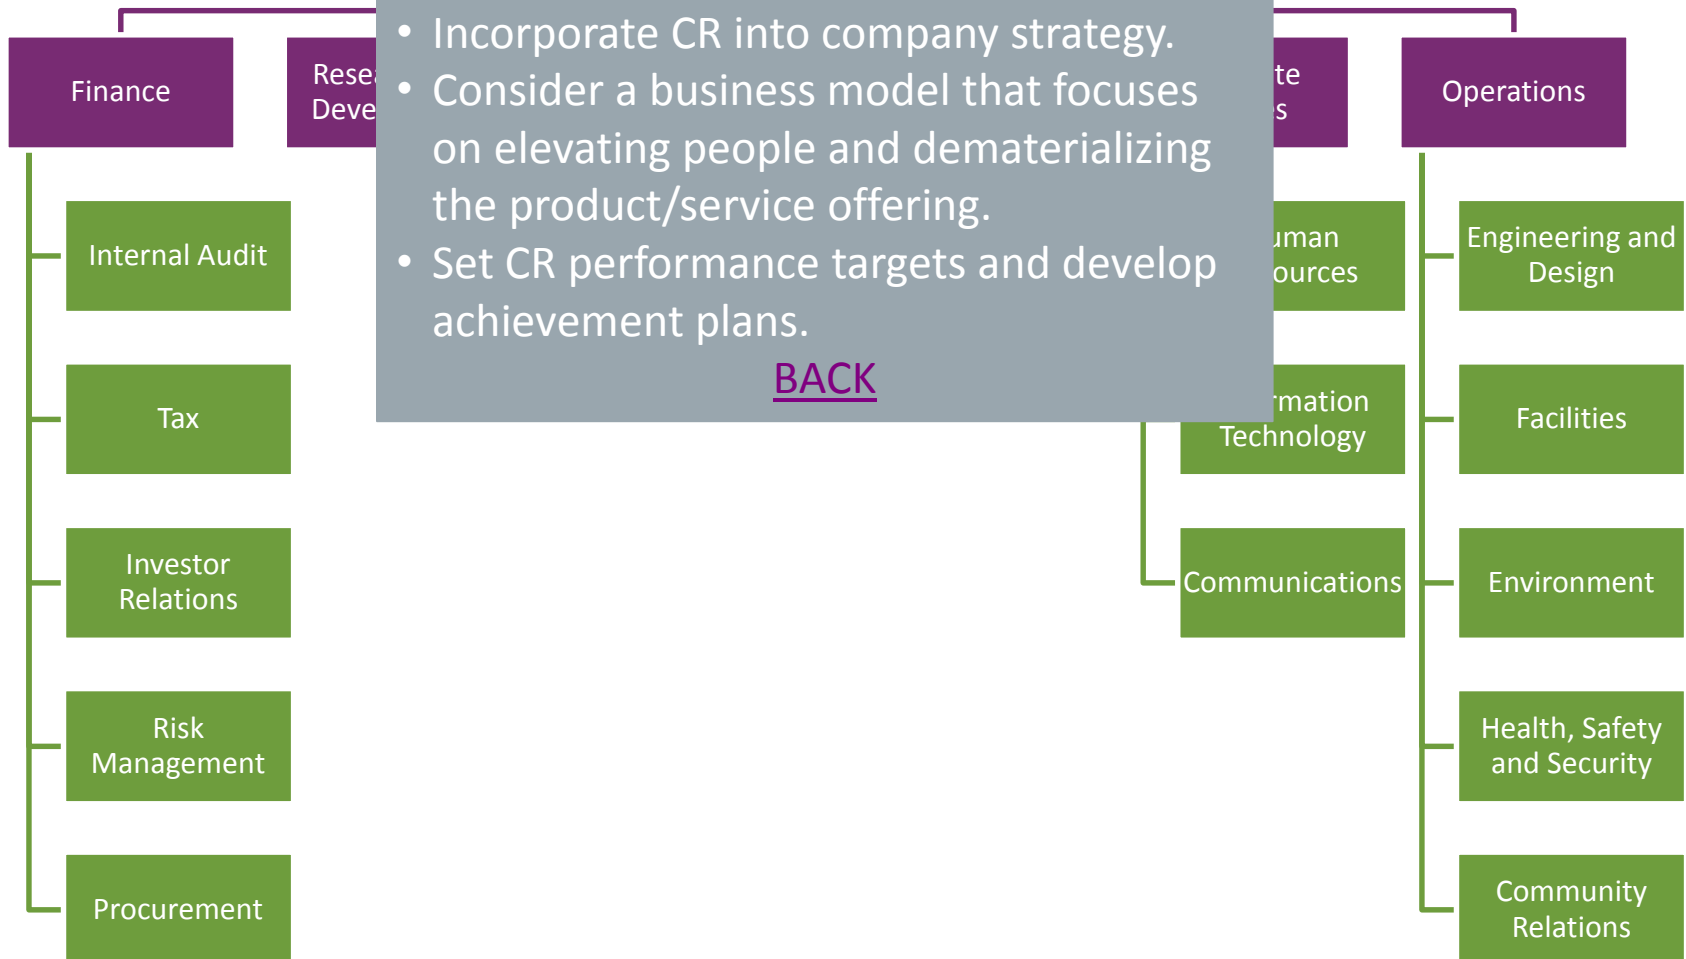 • Incorporate CR into company strategy.
• Consider a business model that focuses
on elevating people and dematerializing
the product/service offering.
• Set CR performance targets and develop
achievement plans.
BACK
Finance
Internal Audit
Tax
Investor
Relations
Risk
Management
Procurement
Technology
Communications
Operations
Engineering and
Design
Facilities
Environment
Health, Safety
and Security
Community
Relations